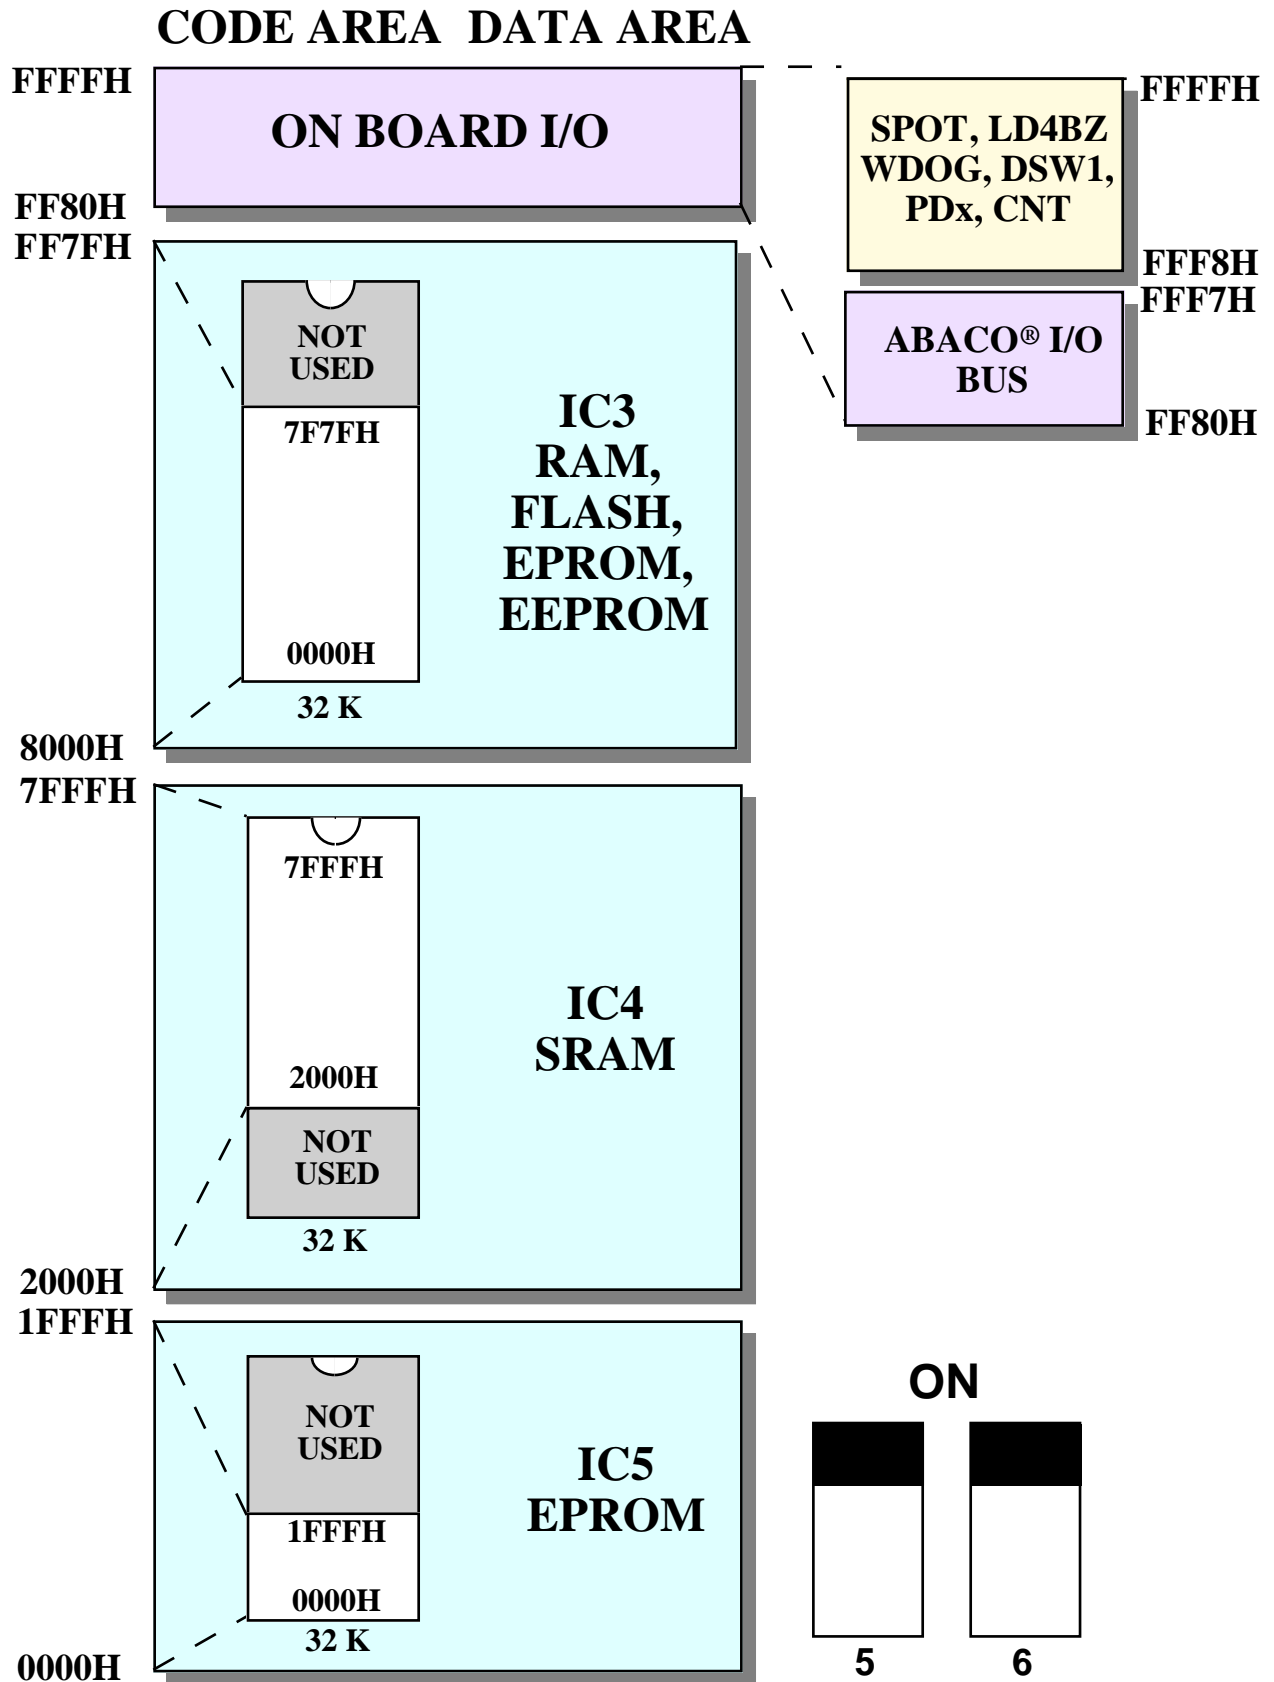 CODE AREA DATA AREA
FFFFH
ON BOARD I/O
FF80H
FFFFH
SPOT, LD4BZ
WDOG, DSW1,
PDx, CNT
FFF8H
FFF7H
ABACO® I/O
BUS
FF80H
FF7FH
NOT
USED
7F7FH
0000H
32 K
IC3
RAM,
FLASH,
EPROM,
EEPROM
8000H
7FFFH
7FFFH
2000H
NOT
USED
32 K
IC4
SRAM
2000H
1FFFH
NOT
USED
1FFFH
0000H
32 K
IC5
EPROM
0000H
ON
5 6